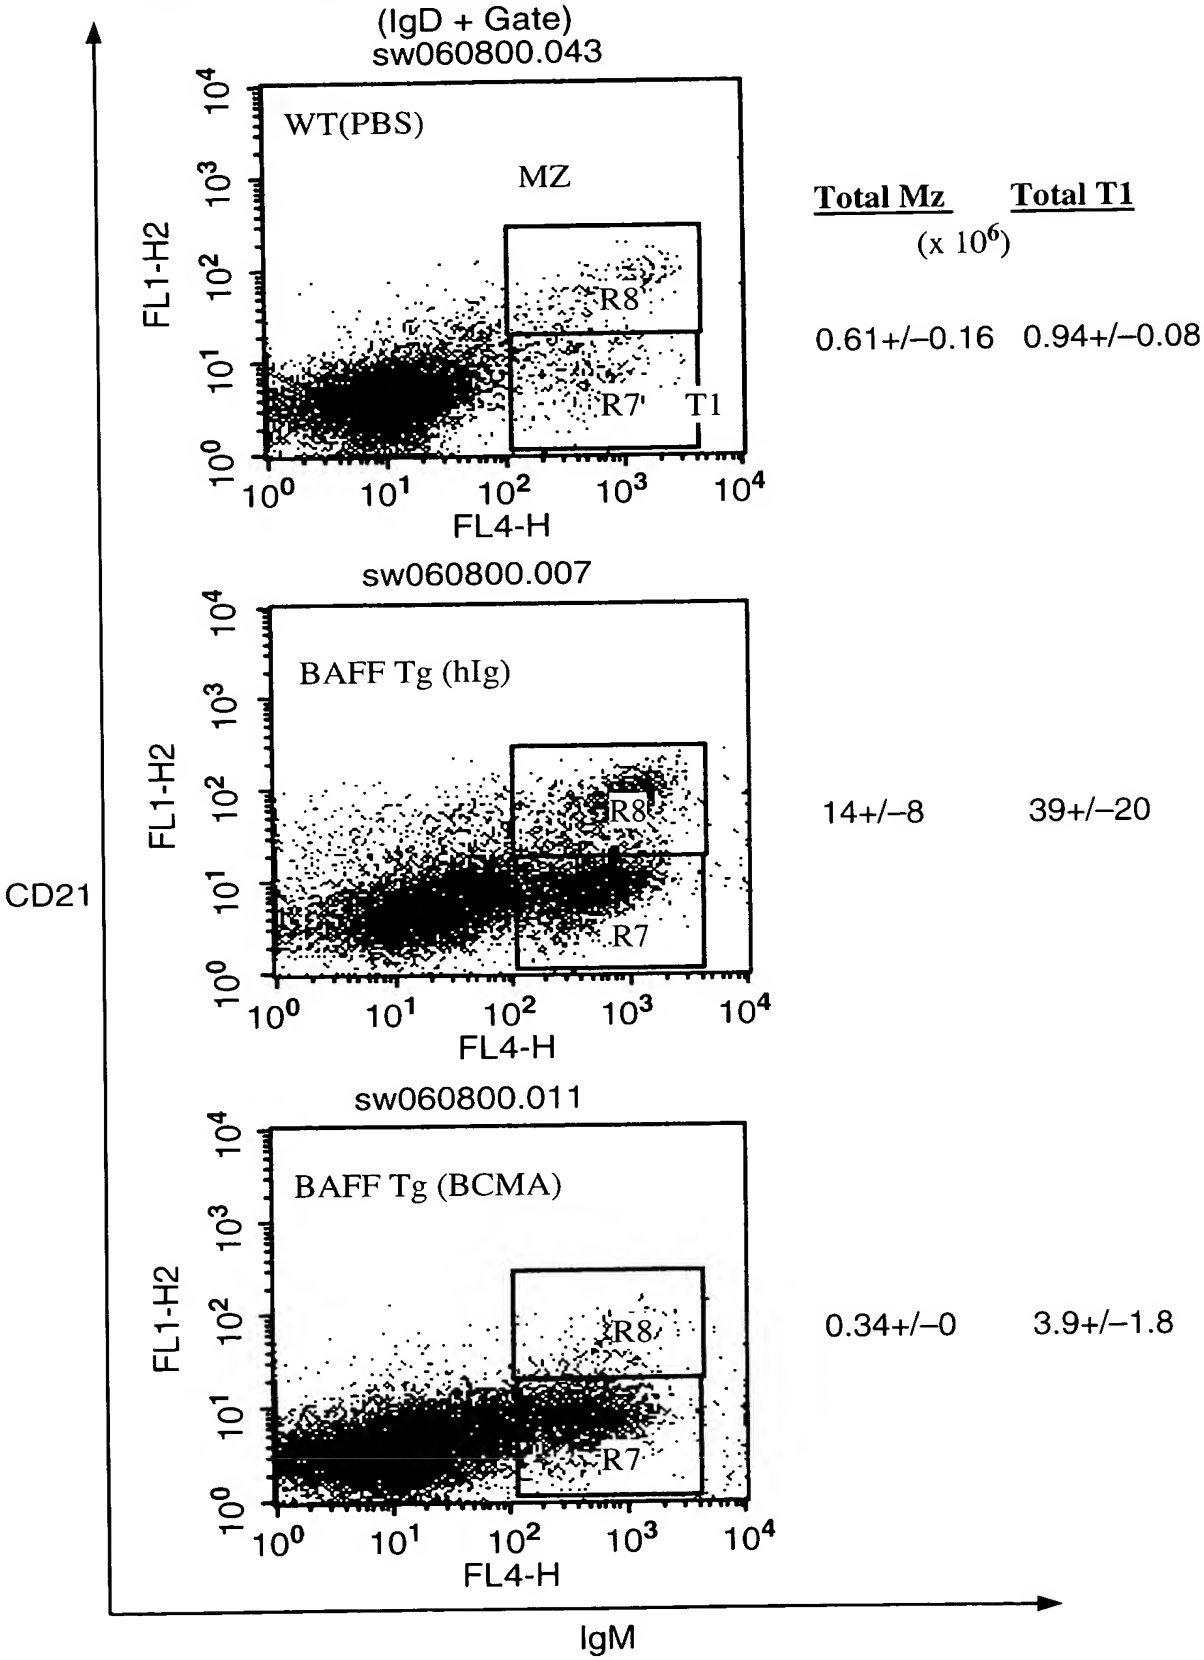 (IgD + Gate)
sw060800.043
10⁴
10³
10²
10¹
10⁰
FL1-H2
WT(PBS)
MZ
R8
R7
T1
10⁰ 10¹ 10² 10³ 10⁴
FL4-H
Total Mz Total T1
(x 10⁶)
0.61+/–0.16 0.94+/–0.08
sw060800.007
10⁴
10³
10²
10¹
10⁰
FL1-H2
BAFF Tg (hIg)
R8
R7
10⁰ 10¹ 10² 10³ 10⁴
FL4-H
14+/–8 39+/–20
CD21
sw060800.011
10⁴
10³
10²
10¹
10⁰
FL1-H2
BAFF Tg (BCMA)
R8
R7
10⁰ 10¹ 10² 10³ 10⁴
FL4-H
0.34+/–0 3.9+/–1.8
IgM